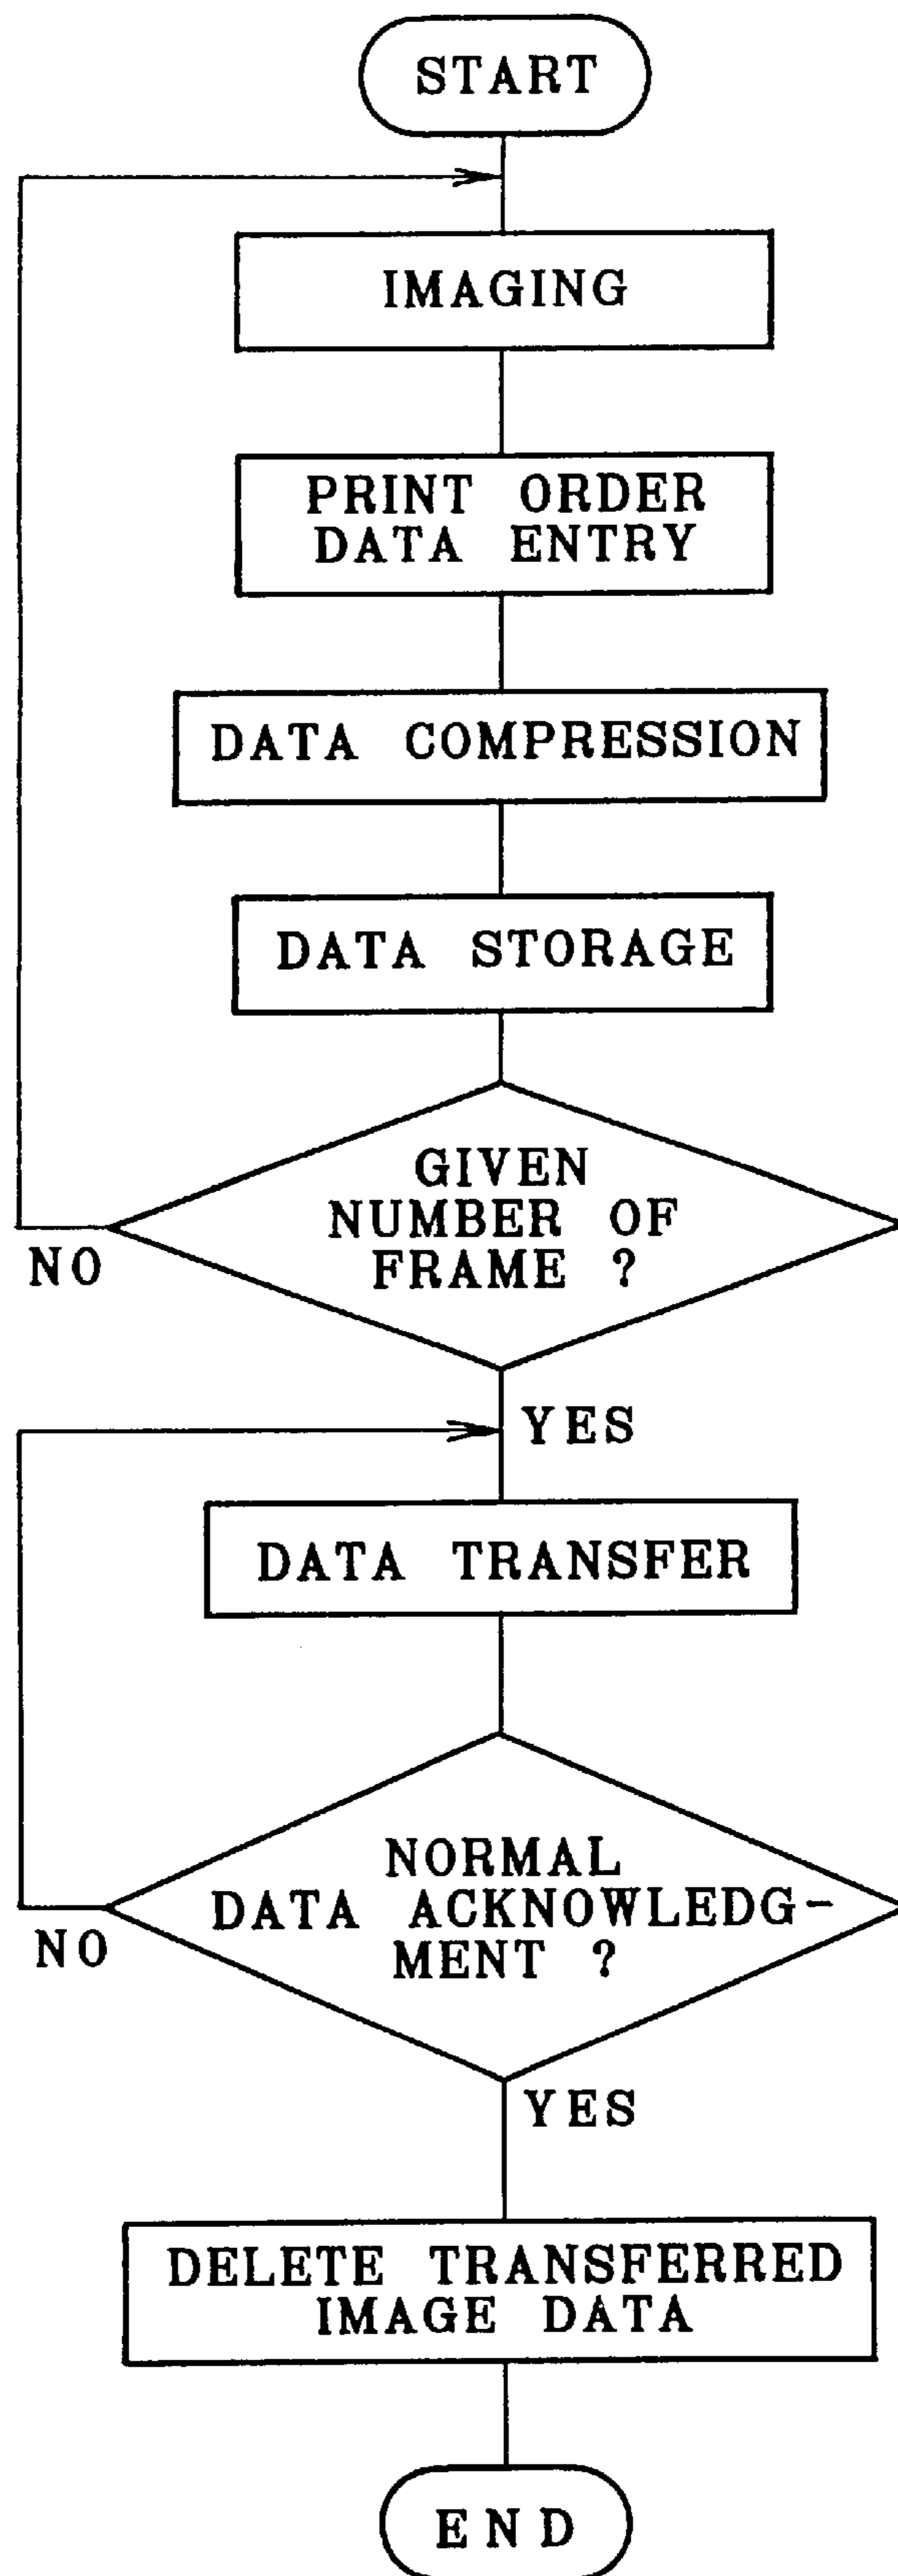 START
IMAGING
PRINT ORDER
DATA ENTRY
DATA COMPRESSION
DATA STORAGE
GIVEN
NUMBER OF
FRAME ?
NO
YES
DATA TRANSFER
NORMAL
DATA ACKNOWLEDG-
MENT ?
NO
YES
DELETE TRANSFERRED
IMAGE DATA
END